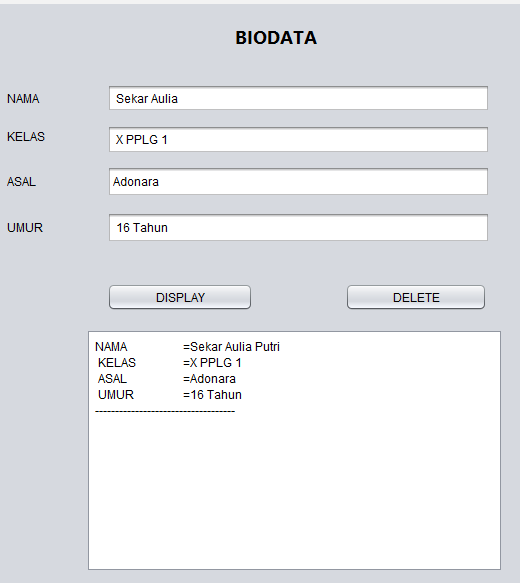 BIODATA
NAMA Sekar Aulia
KELAS X PPLG 1
ASAL Adonara
UMUR 16 Tahun
DISPLAY DELETE
NAMA =Sekar Aulia Putri
KELAS =X PPLG 1
ASAL =Adonara
UMUR =16 Tahun
-----------------------------------